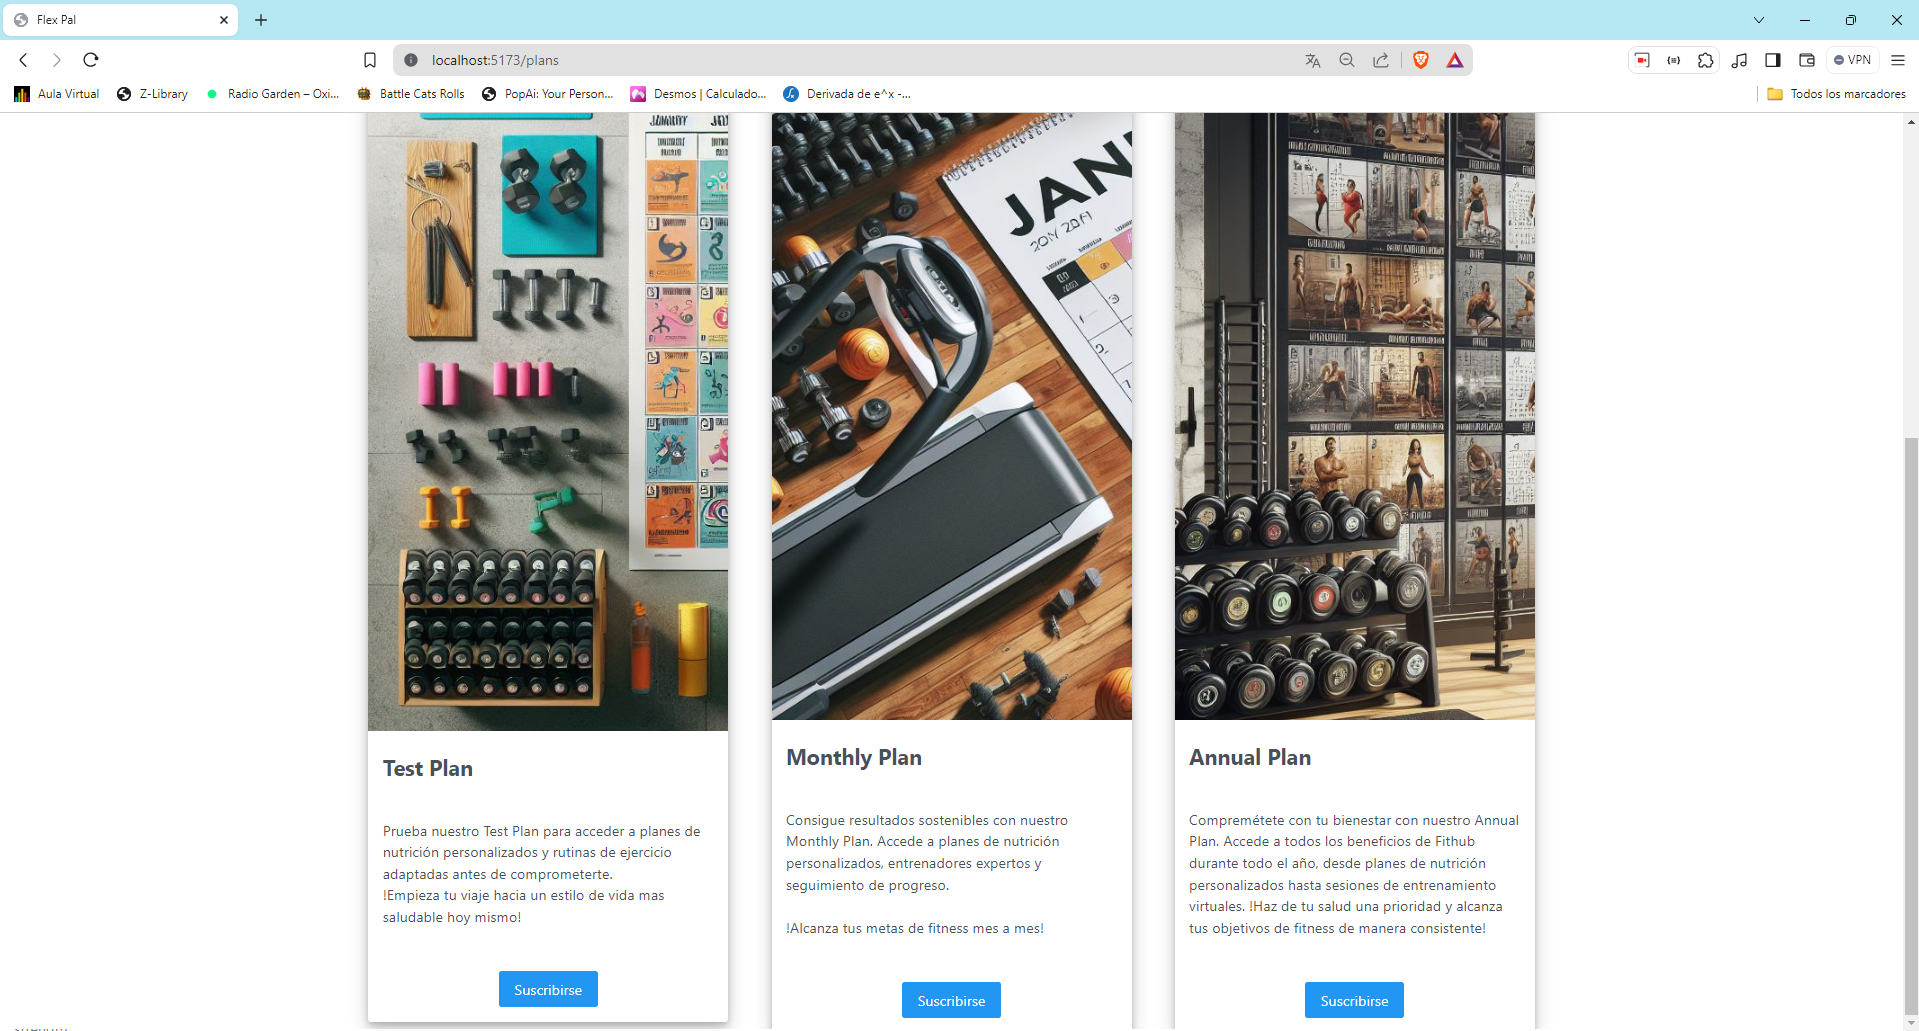 Flex Pal
localhost:5173/plans
VPN
Aula Virtual
Z-Library
Radio Garden – Oxi...
Battle Cats Rolls
PopAi: Your Person...
Desmos | Calculado...
Derivada de e^x -...
Todos los marcadores
JAN
Test Plan
Prueba nuestro Test Plan para acceder a planes de
nutrición personalizados y rutinas de ejercicio
adaptadas antes de comprometerte.
!Empieza tu viaje hacia un estilo de vida mas
saludable hoy mismo!
Suscribirse
Monthly Plan
Consigue resultados sostenibles con nuestro
Monthly Plan. Accede a planes de nutrición
personalizados, entrenadores expertos y
seguimiento de progreso.
!Alcanza tus metas de fitness mes a mes!
Suscribirse
Annual Plan
Comprométete con tu bienestar con nuestro Annual
Plan. Accede a todos los beneficios de Fithub
durante todo el año, desde planes de nutrición
personalizados hasta sesiones de entrenamiento
virtuales. !Haz de tu salud una prioridad y alcanza
tus objetivos de fitness de manera consistente!
Suscribirse